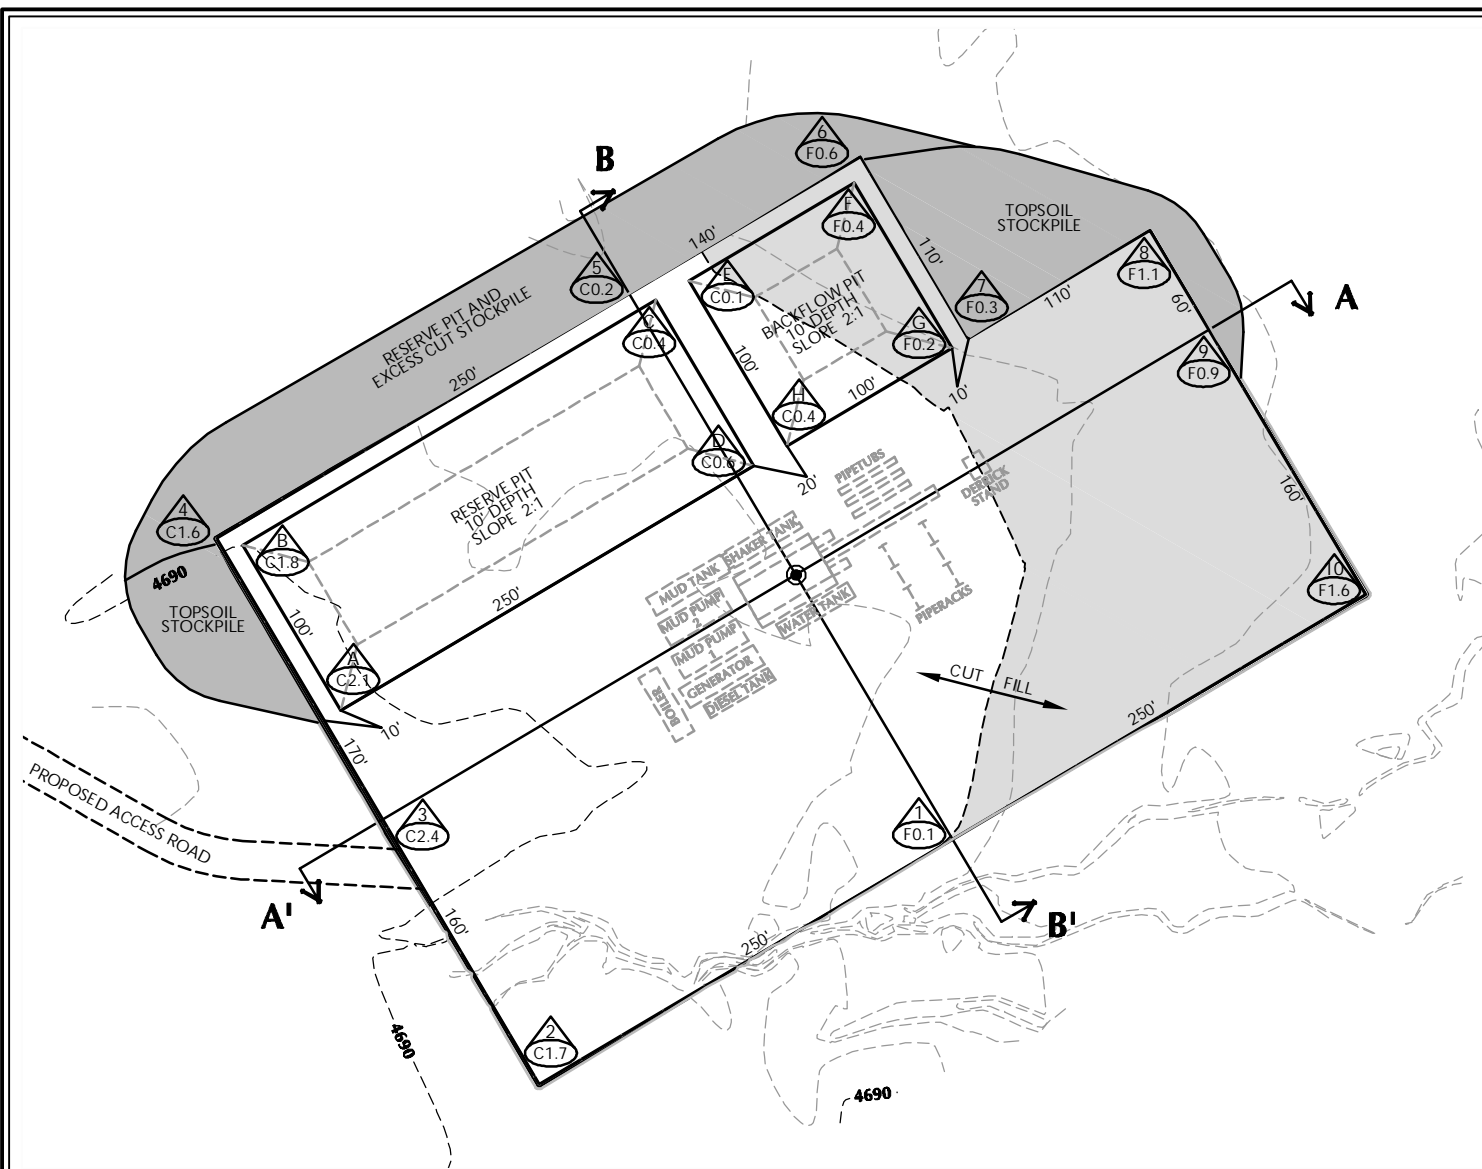 B
6
F0.6
TOPSOIL
STOCKPILE
F
F0.4
140'
110'
8
F1.1
5
C0.2
E
C0.1
7
F0.3
110'
60'
A
RESERVE PIT AND
EXCESS CUT STOCKPILE
BACKFLOW PIT
10' DEPTH
SLOPE 2:1
G
F0.2
C
C0.4
9
F0.9
250'
100'
100'
10'
H
C0.4
D
C0.6
PIPETUBS
DERRICK
STAND
20'
160'
RESERVE PIT
10' DEPTH
SLOPE 2:1
4
C1.6
B
C1.8
4690
SHAKER TANK
MUD TANK
MUD PUMP
2
WATER TANK
PIPERACKS
10
F1.6
TOPSOIL
STOCKPILE
100'
250'
MUD PUMP
1
GENERATOR
DIESEL TANK
BOILER
A
C2.1
CUT
FILL
10'
250'
170'
PROPOSED ACCESS ROAD
3
C2.4
1
F0.1
A'
160'
250'
B'
2
C1.7
4690
4690